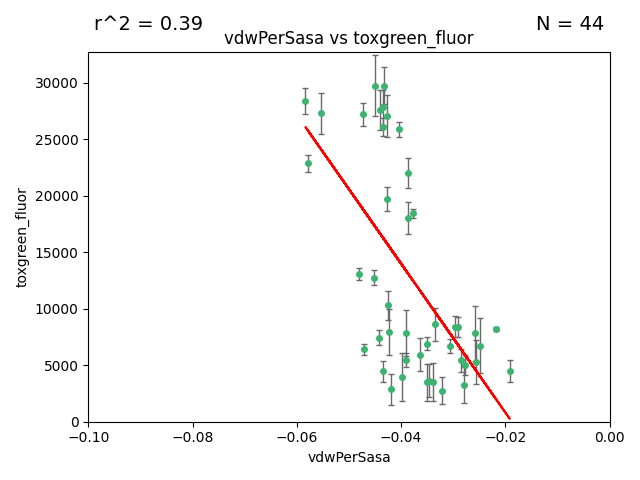 r^2 = 0.39
N = 44
vdwPerSasa vs toxgreen_fluor
30000
25000
20000
15000
10000
5000
0
toxgreen_fluor
−0.10
−0.08
−0.06
−0.04
−0.02
0.00
vdwPerSasa